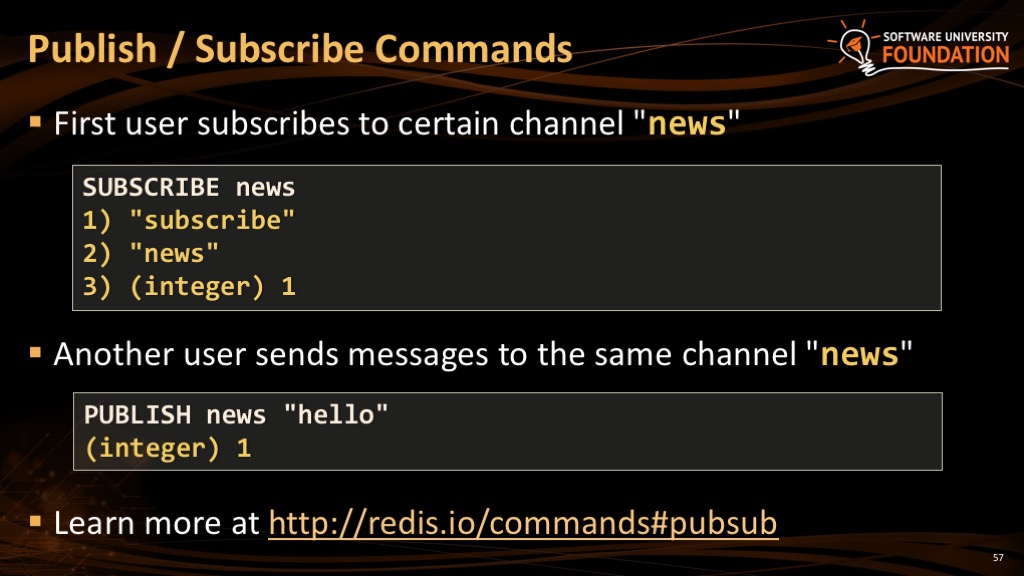 Publish / Subscribe Commands
SOFTWARE UNIVERSITY
FOUNDATION
▪ First user subscribes to certain channel "news"
SUBSCRIBE news
1) "subscribe"
2) "news"
3) (integer) 1
▪ Another user sends messages to the same channel "news"
PUBLISH news "hello"
(integer) 1
▪ Learn more at http://redis.io/commands#pubsub
57